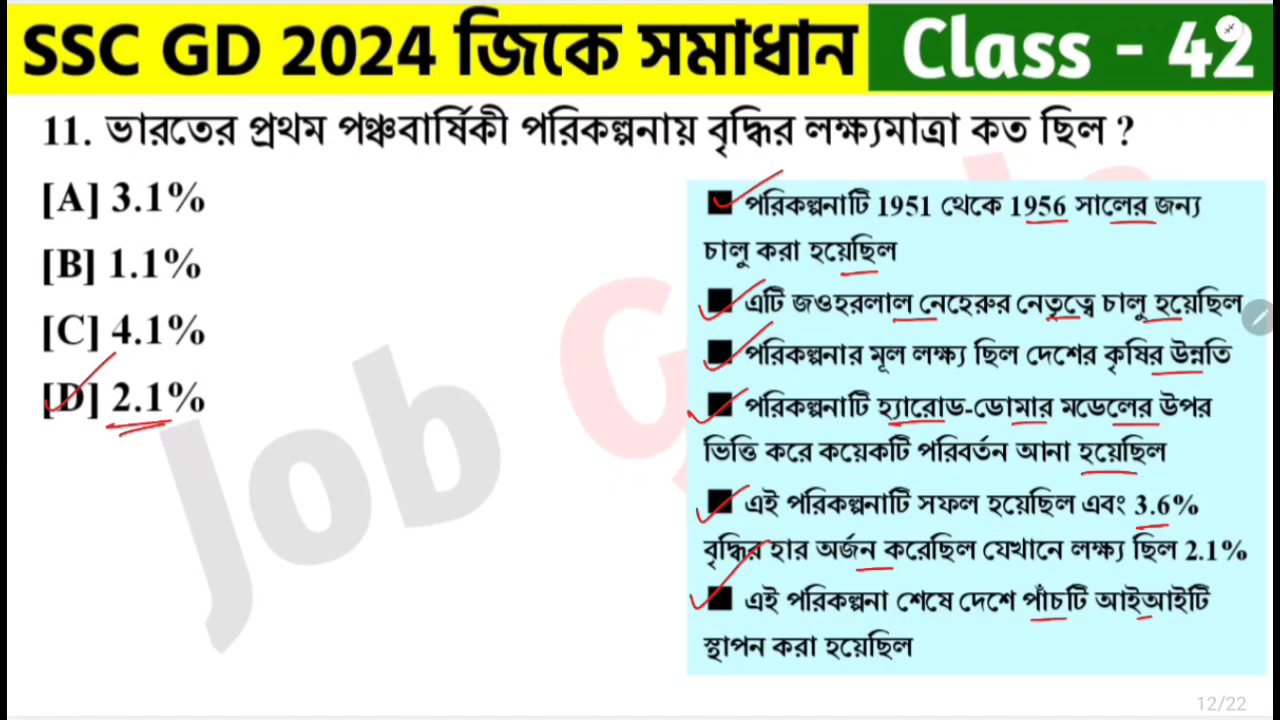 SSC GD 2024 জিকে সমাধান Class - 42
11. ভারতের প্রথম পঞ্চবার্ষিকী পরিকল্পনায় বৃদ্ধির লক্ষ্যমাত্রা কত ছিল ?
[A] 3.1%
[B] 1.1%
[C] 4.1%
[D] 2.1%
■ পরিকল্পনাটি 1951 থেকে 1956 সালের জন্য
চালু করা হয়েছিল
■ এটি জওহরলাল নেহেরুর নেতৃত্বে চালু হয়েছিল
■ পরিকল্পনার মূল লক্ষ্য ছিল দেশের কৃষির উন্নতি
■ পরিকল্পনাটি হ্যারোড-ডোমার মডেলের উপর
ভিত্তি করে কয়েকটি পরিবর্তন আনা হয়েছিল
■ এই পরিকল্পনাটি সফল হয়েছিল এবং 3.6%
বৃদ্ধির হার অর্জন করেছিল যেখানে লক্ষ্য ছিল 2.1%
■ এই পরিকল্পনা শেষে দেশে পাঁচটি আইআইটি
স্থাপন করা হয়েছিল
Job
12/22